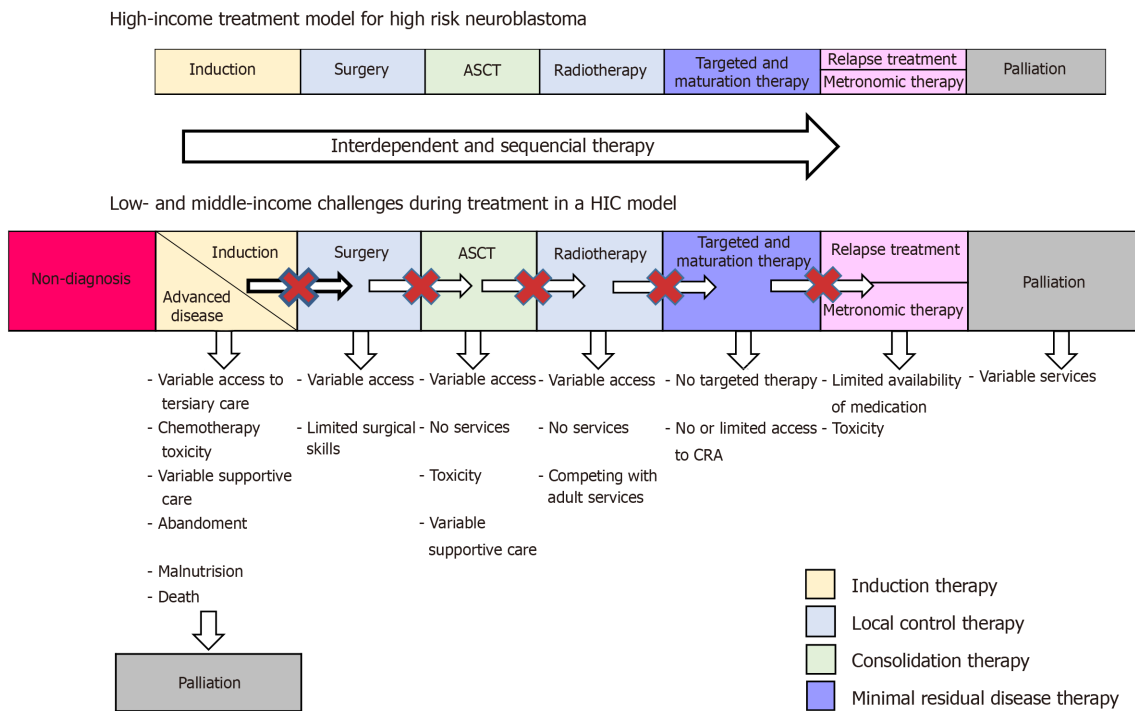 High-income treatment model for high risk neuroblastoma
Induction
Surgery
ASCT
Radiotherapy
Targeted and
maturation therapy
Relapse treatment
Metronomic therapy
Palliation
Interdependent and sequencial therapy
Low- and middle-income challenges during treatment in a HIC model
Non-diagnosis
Induction
Advanced
disease
Surgery
ASCT
Radiotherapy
Targeted and
maturation therapy
Relapse treatment
Metronomic therapy
Palliation
- Variable access to
tertiary care
- Chemotherapy
toxicity
- Variable supportive
care
- Abandoment
- Malnutrision
- Death
Palliation
- Variable access
- Limited surgical
skills
- Variable access
- No services
- Toxicity
- Variable
supportive care
- Variable access
- No services
- Competing with
adult services
- No targeted therapy
- No or limited access
to CRA
- Limited availability
of medication
- Toxicity
- Variable services
Induction therapy
Local control therapy
Consolidation therapy
Minimal residual disease therapy